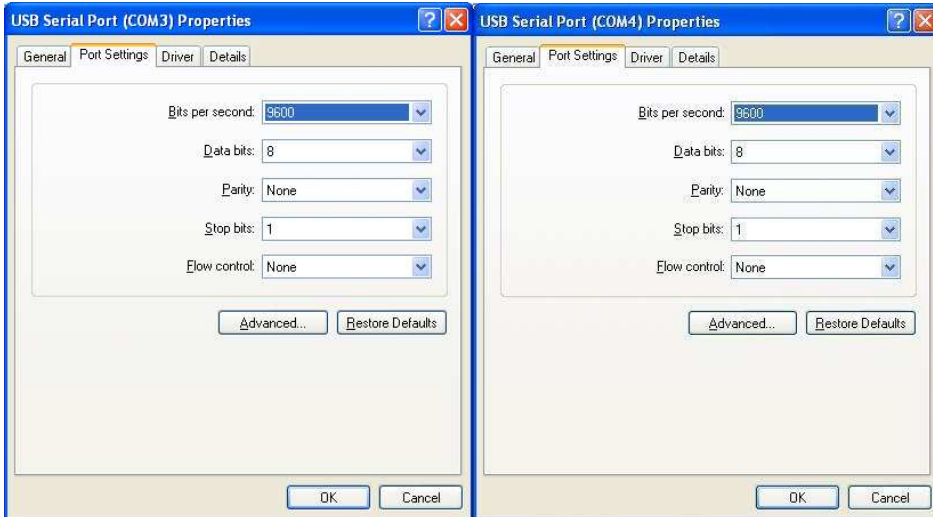 USB Serial Port (COM3) Properties
General Port Settings Driver Details
Bits per second: 9600
Data bits: 8
Parity: None
Stop bits: 1
Flow control: None
Advanced... Restore Defaults
OK Cancel
USB Serial Port (COM4) Properties
General Port Settings Driver Details
Bits per second: 9600
Data bits: 8
Parity: None
Stop bits: 1
Flow control: None
Advanced... Restore Defaults
OK Cancel